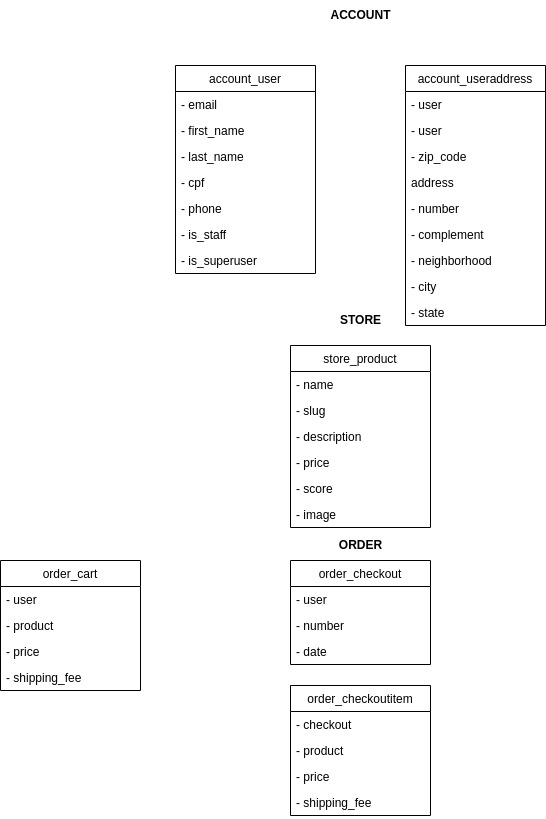 ACCOUNT
account_user
- email
- first_name
- last_name
- cpf
- phone
- is_staff
- is_superuser
account_useraddress
- user
- user
- zip_code
address
- number
- complement
- neighborhood
- city
- state
STORE
store_product
- name
- slug
- description
- price
- score
- image
ORDER
order_cart
- user
- product
- price
- shipping_fee
order_checkout
- user
- number
- date
order_checkoutitem
- checkout
- product
- price
- shipping_fee